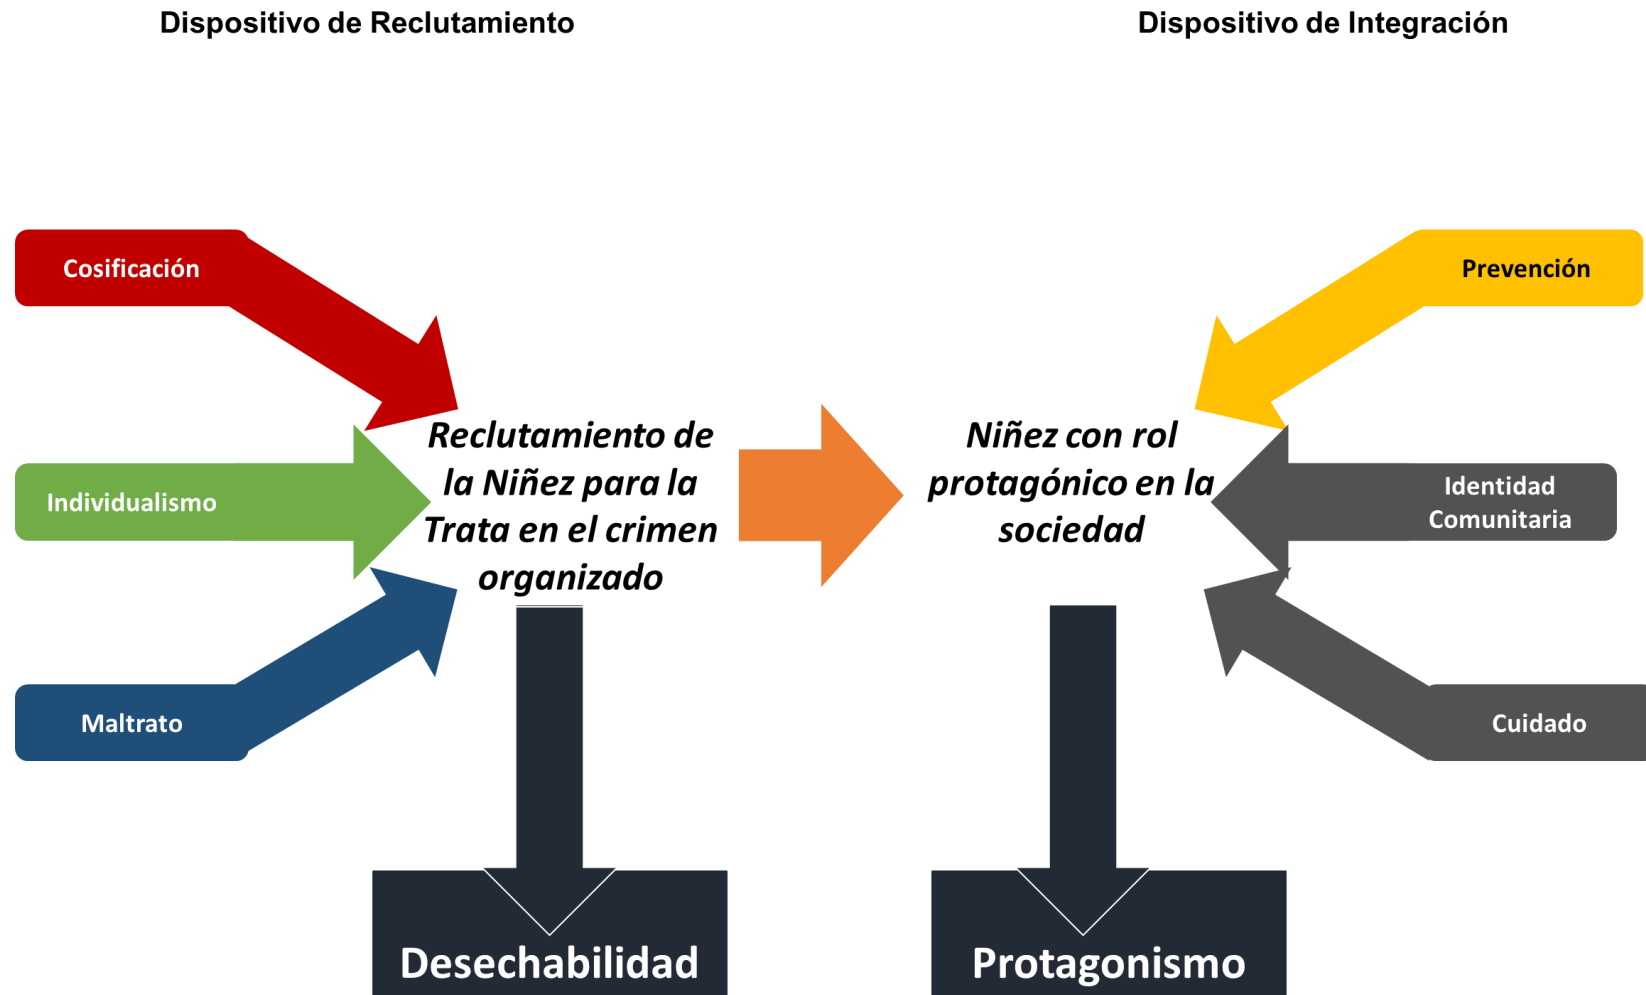 Dispositivo de Reclutamiento
Dispositivo de Integración
Cosificación
Prevención
Reclutamiento de
la Niñez para la
Trata en el crimen
organizado
Niñez con rol
protagónico en la
sociedad
Individualismo
Identidad
Comunitaria
Maltrato
Cuidado
Desechabilidad
Protagonismo